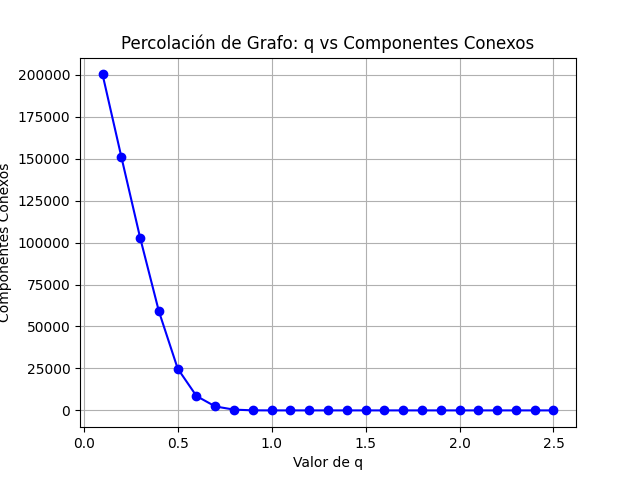 Percolación de Grafo: q vs Componentes Conexos
200000
175000
150000
125000
100000
75000
50000
25000
0
Componentes Conexos
0.0 0.5 1.0 1.5 2.0 2.5
Valor de q